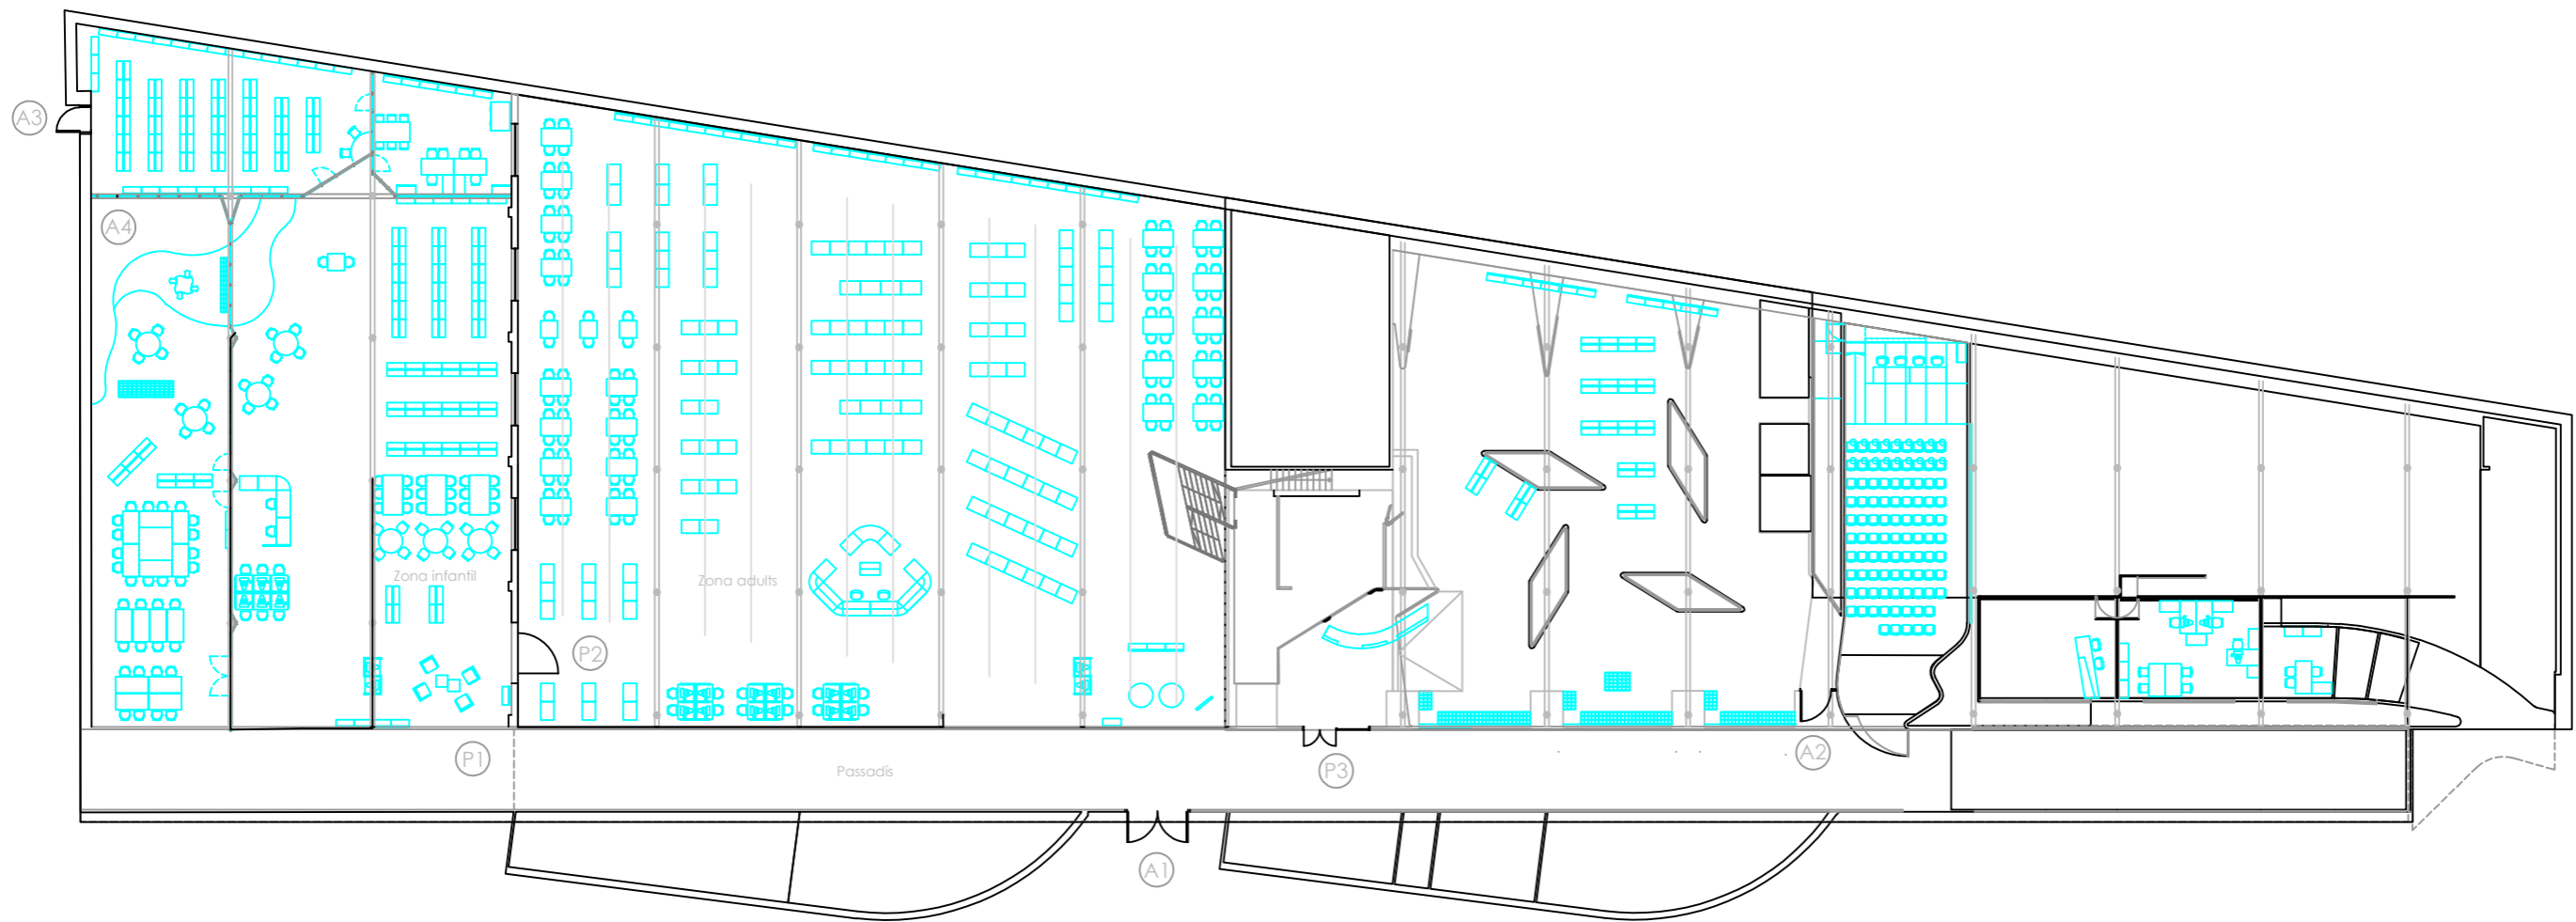 A3
A4
Zona infantil
Zona adults
P2
P1
Passadís
P3
A2
A1